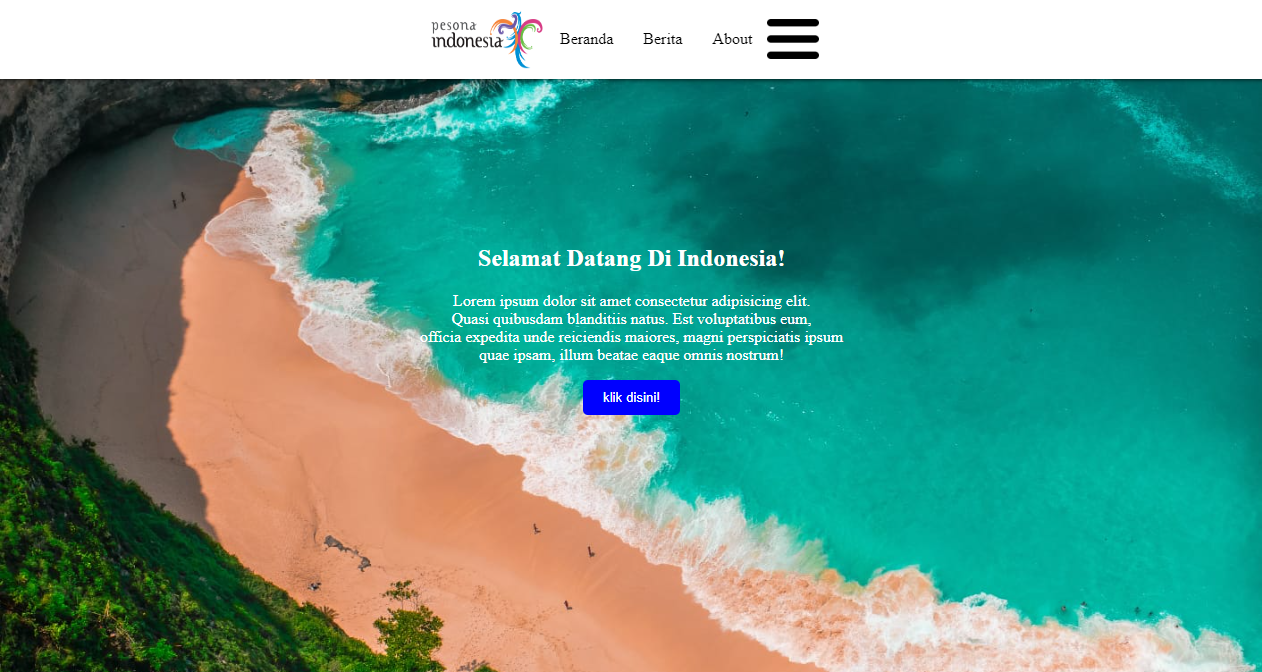 pesona
indonesia
Beranda Berita About
Selamat Datang Di Indonesia!
Lorem ipsum dolor sit amet consectetur adipisicing elit.
Quasi quibusdam blanditiis natus. Est voluptatibus eum,
officia expedita unde reiciendis maiores, magni perspiciatis ipsum
quae ipsam, illum beatae eaque omnis nostrum!
klik disini!